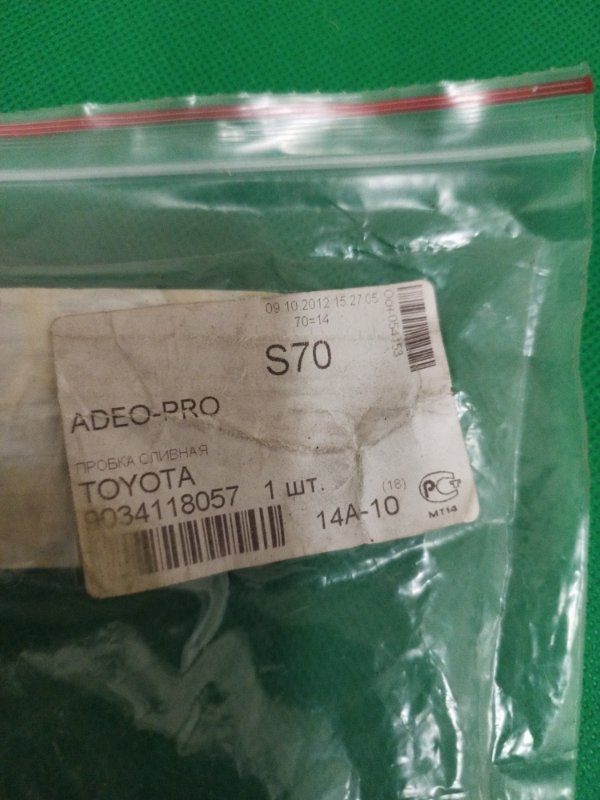 09.10.2012 15:27:05
70=14
S70
ADEO-PRO
ПРОБКА СЛИВНАЯ
TOYOTA
9034118057 1 шт.
14A-10 (18)
РСТ
МТ14